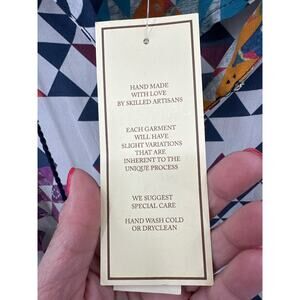 HAND MADE
WITH LOVE
BY SKILLED ARTISANS
EACH GARMENT
WILL HAVE
SLIGHT VARIATIONS
THAT ARE
INHERENT TO THE
UNIQUE PROCESS
WE SUGGEST
SPECIAL CARE
HAND WASH COLD
OR DRYCLEAN